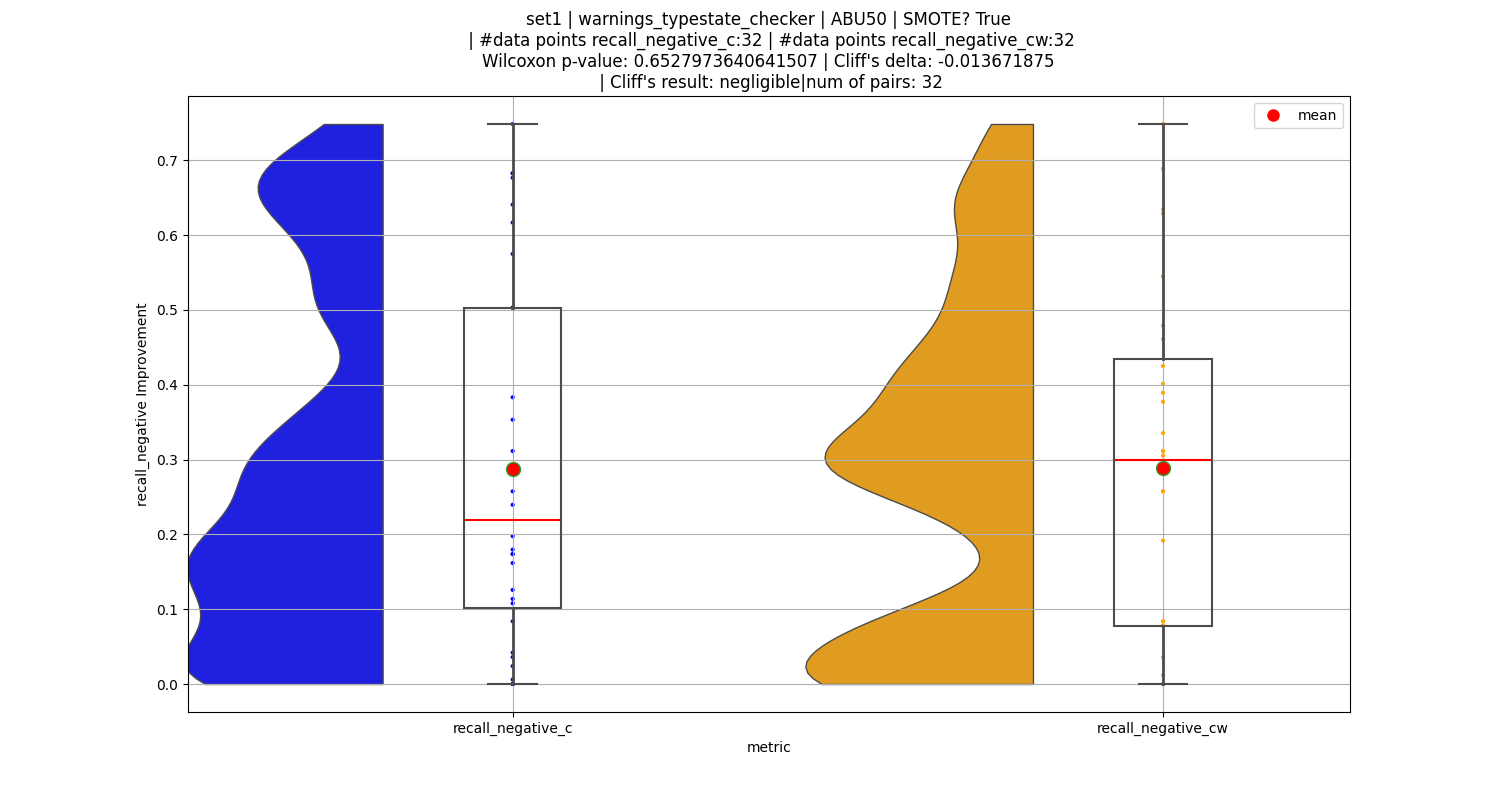 set1 | warnings_typestate_checker | ABU50 | SMOTE? True
| #data points recall_negative_c:32 | #data points recall_negative_cw:32
Wilcoxon p-value: 0.6527973640641507 | Cliff's delta: -0.013671875
| Cliff's result: negligible|num of pairs: 32
mean
0.7
0.6
0.5
0.4
0.3
0.2
0.1
0.0
recall_negative Improvement
recall_negative_c
recall_negative_cw
metric